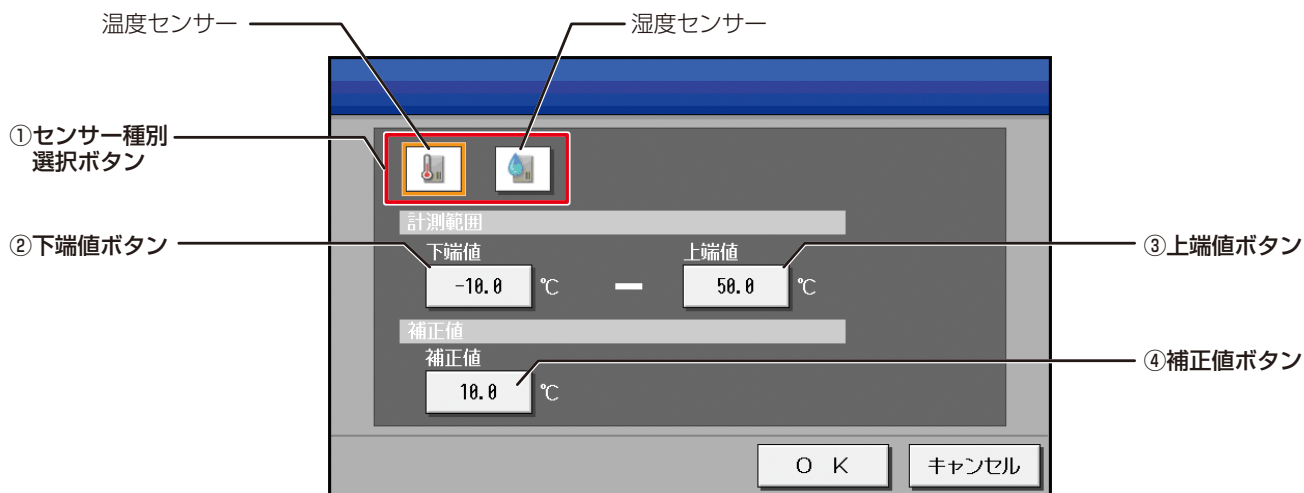 温度センサー
湿度センサー
①センサー種別
選択ボタン
計測範囲
②下端値ボタン
下端値
上端値
③上端値ボタン
-10.0 ℃ ー 50.0 ℃
補正値
補正値
④補正値ボタン
10.0 ℃
O K
キャンセル